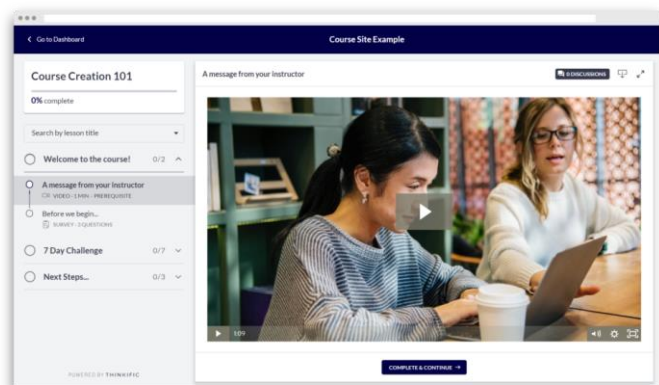 Go to Dashboard
Course Site Example
Course Creation 101
0% complete
Search by lesson title
Welcome to the course! 0/2
A message from your instructor
VIDEO · 1 MIN · PREREQUISITE
Before we begin...
SURVEY · 2 QUESTIONS
7 Day Challenge 0/7
Next Steps... 0/3
POWERED BY THINKIFIC
A message from your instructor
DISCUSSIONS
1:09
COMPLETE & CONTINUE →